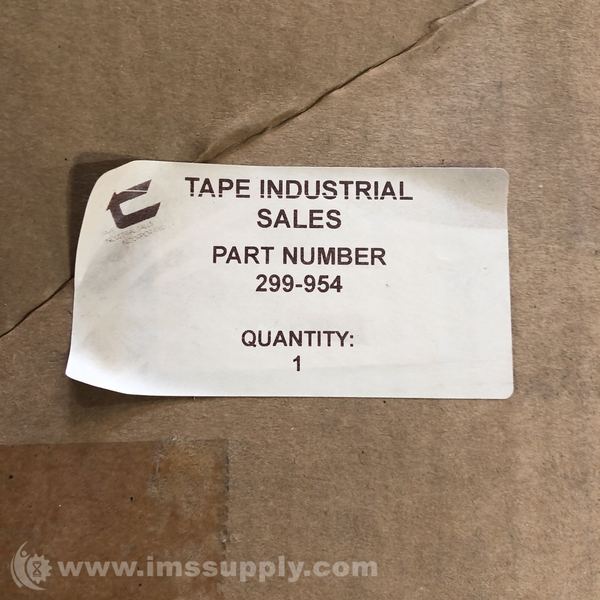 TAPE INDUSTRIAL
SALES
PART NUMBER
299-954
QUANTITY:
1
www.imssupply.com